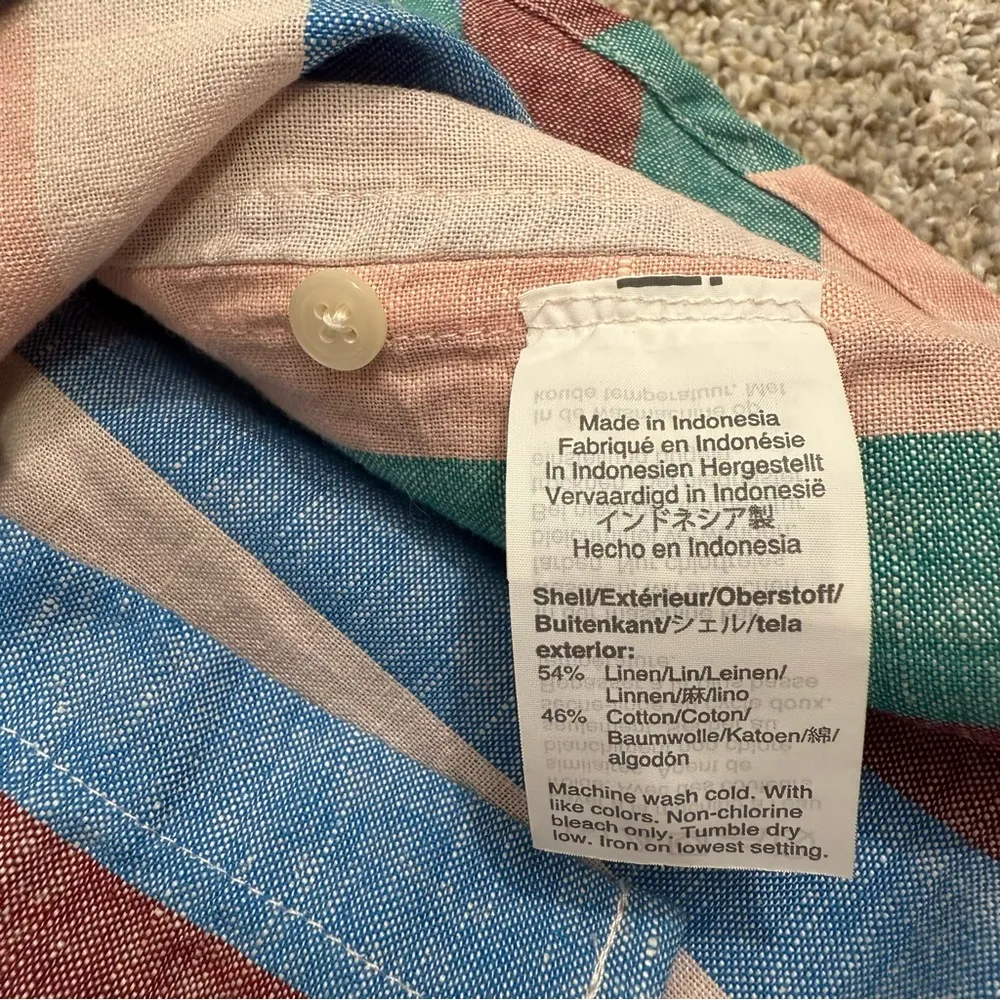 Made in Indonesia
Fabriqué en Indonésie
In Indonesien Hergestellt
Vervaardigd in Indonesië
インドネシア製
Hecho en Indonesia
Shell/Extérieur/Oberstoff/
Buitenkant/シェル/tela
exterior:
54% Linen/Lin/Leinen/
Linnen/麻/lino
46% Cotton/Coton/
Baumwolle/Katoen/綿/
algodón
Machine wash cold. With
like colors. Non-chlorine
bleach only. Tumble dry
low. Iron on lowest setting.